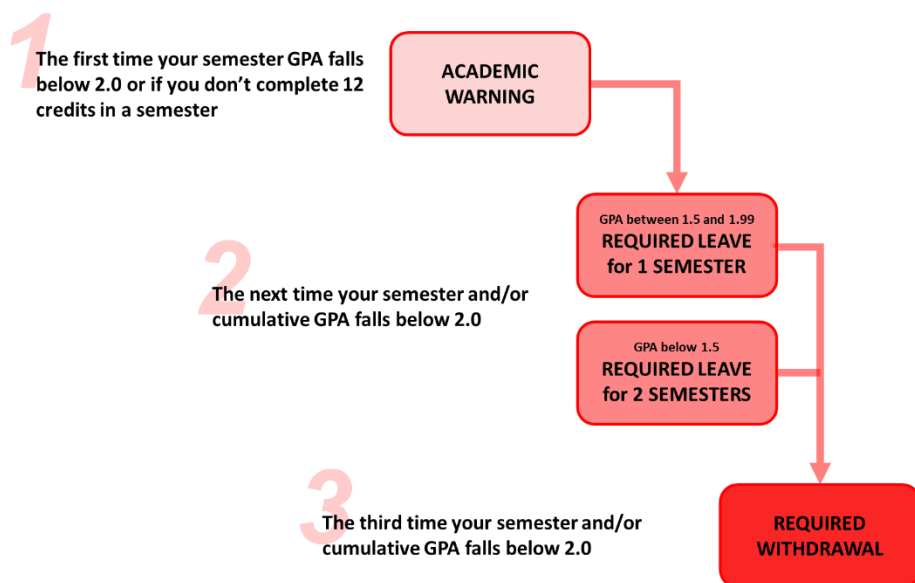 1
The first time your semester GPA falls
below 2.0 or if you don't complete 12
credits in a semester
ACADEMIC
WARNING
2
The next time your semester and/or
cumulative GPA falls below 2.0
GPA between 1.5 and 1.99
REQUIRED LEAVE
for 1 SEMESTER
GPA below 1.5
REQUIRED LEAVE
for 2 SEMESTERS
3
The third time your semester and/or
cumulative GPA falls below 2.0
REQUIRED
WITHDRAWAL